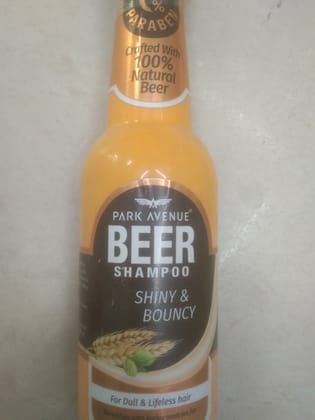 PARABEN
Crafted With
100%
Natural
Beer
PARK AVENUE®
BEER
SHAMPOO
SHINY &
BOUNCY
For Dull & Lifeless hair